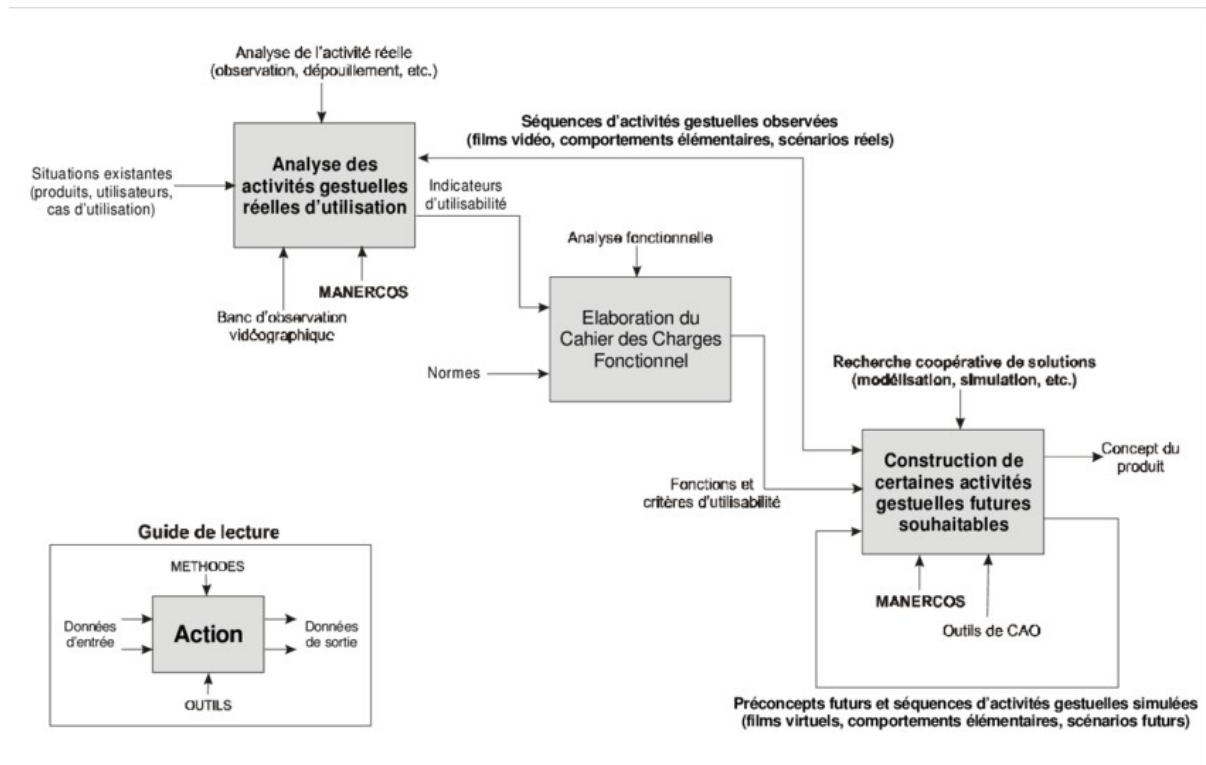 Analyse de l'activité réelle
(observation, dépouillement, etc.)
Séquences d'activités gestuelles observées
(films vidéo, comportements élémentaires, scénarios réels)
Situations existantes
(produits, utilisateurs,
cas d'utilisation)
Analyse des
activités gestuelles
réelles d'utilisation
Indicateurs
d'utilisabilité
MANERCOS
Banc d'observation
vidéographique
Analyse fonctionnelle
Elaboration du
Cahier des Charges
Fonctionnel
Normes
Recherche coopérative de solutions
(modélisation, simulation, etc.)
Fonctions et
critères d'utilisabilité
Construction de
certaines activités
gestuelles futures
souhaitables
Concept du
produit
MANERCOS
Outils de CAO
Préconcepts futurs et séquences d'activités gestuelles simulées
(films virtuels, comportements élémentaires, scénarios futurs)
Guide de lecture
METHODES
Données
d'entrée
Action
Données
de sortie
OUTILS